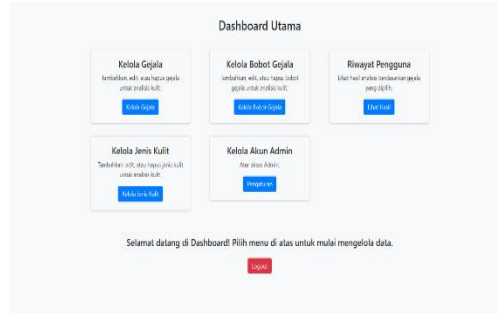 Dashboard Utama
Kelola Gejala
Tambahkan, edit, atau hapus gejala
untuk analisis kulit.
Kelola Gejala
Kelola Bobot Gejala
Tambahkan, edit, atau hapus bobot
gejala untuk analisis kulit.
Kelola Bobot Gejala
Riwayat Pengguna
Lihat hasil analisis berdasarkan gejala
yang dipilih.
Lihat Hasil
Kelola Jenis Kulit
Tambahkan, edit, atau hapus jenis kulit
untuk analisis kulit.
Kelola Jenis Kulit
Kelola Akun Admin
Atur akses Admin.
Pengaturan
Selamat datang di Dashboard! Pilih menu di atas untuk mulai mengelola data.
Logout